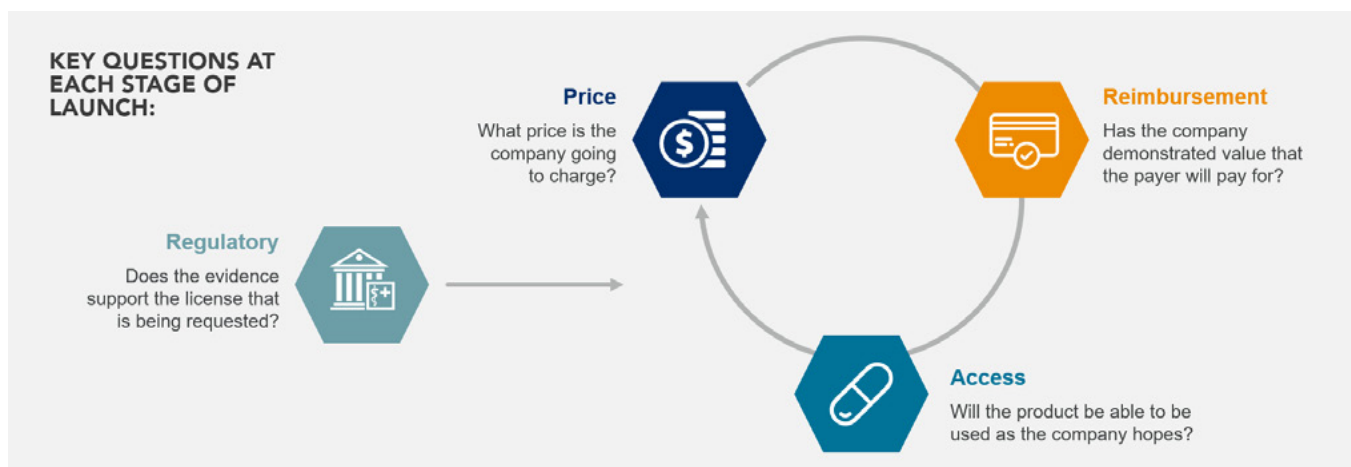 KEY QUESTIONS AT
EACH STAGE OF
LAUNCH:
Regulatory
Does the evidence
support the license that
is being requested?
Price
What price is the
company going
to charge?
Reimbursement
Has the company
demonstrated value that
the payer will pay for?
Access
Will the product be able to be
used as the company hopes?